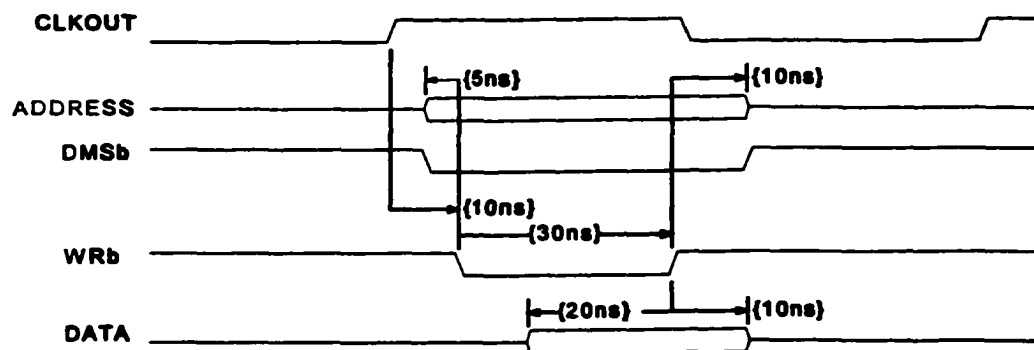 CLKOUT
{5ns} {10ns}
ADDRESS
DMSb
{10ns}
{30ns}
WRb
{20ns} {10ns}
DATA